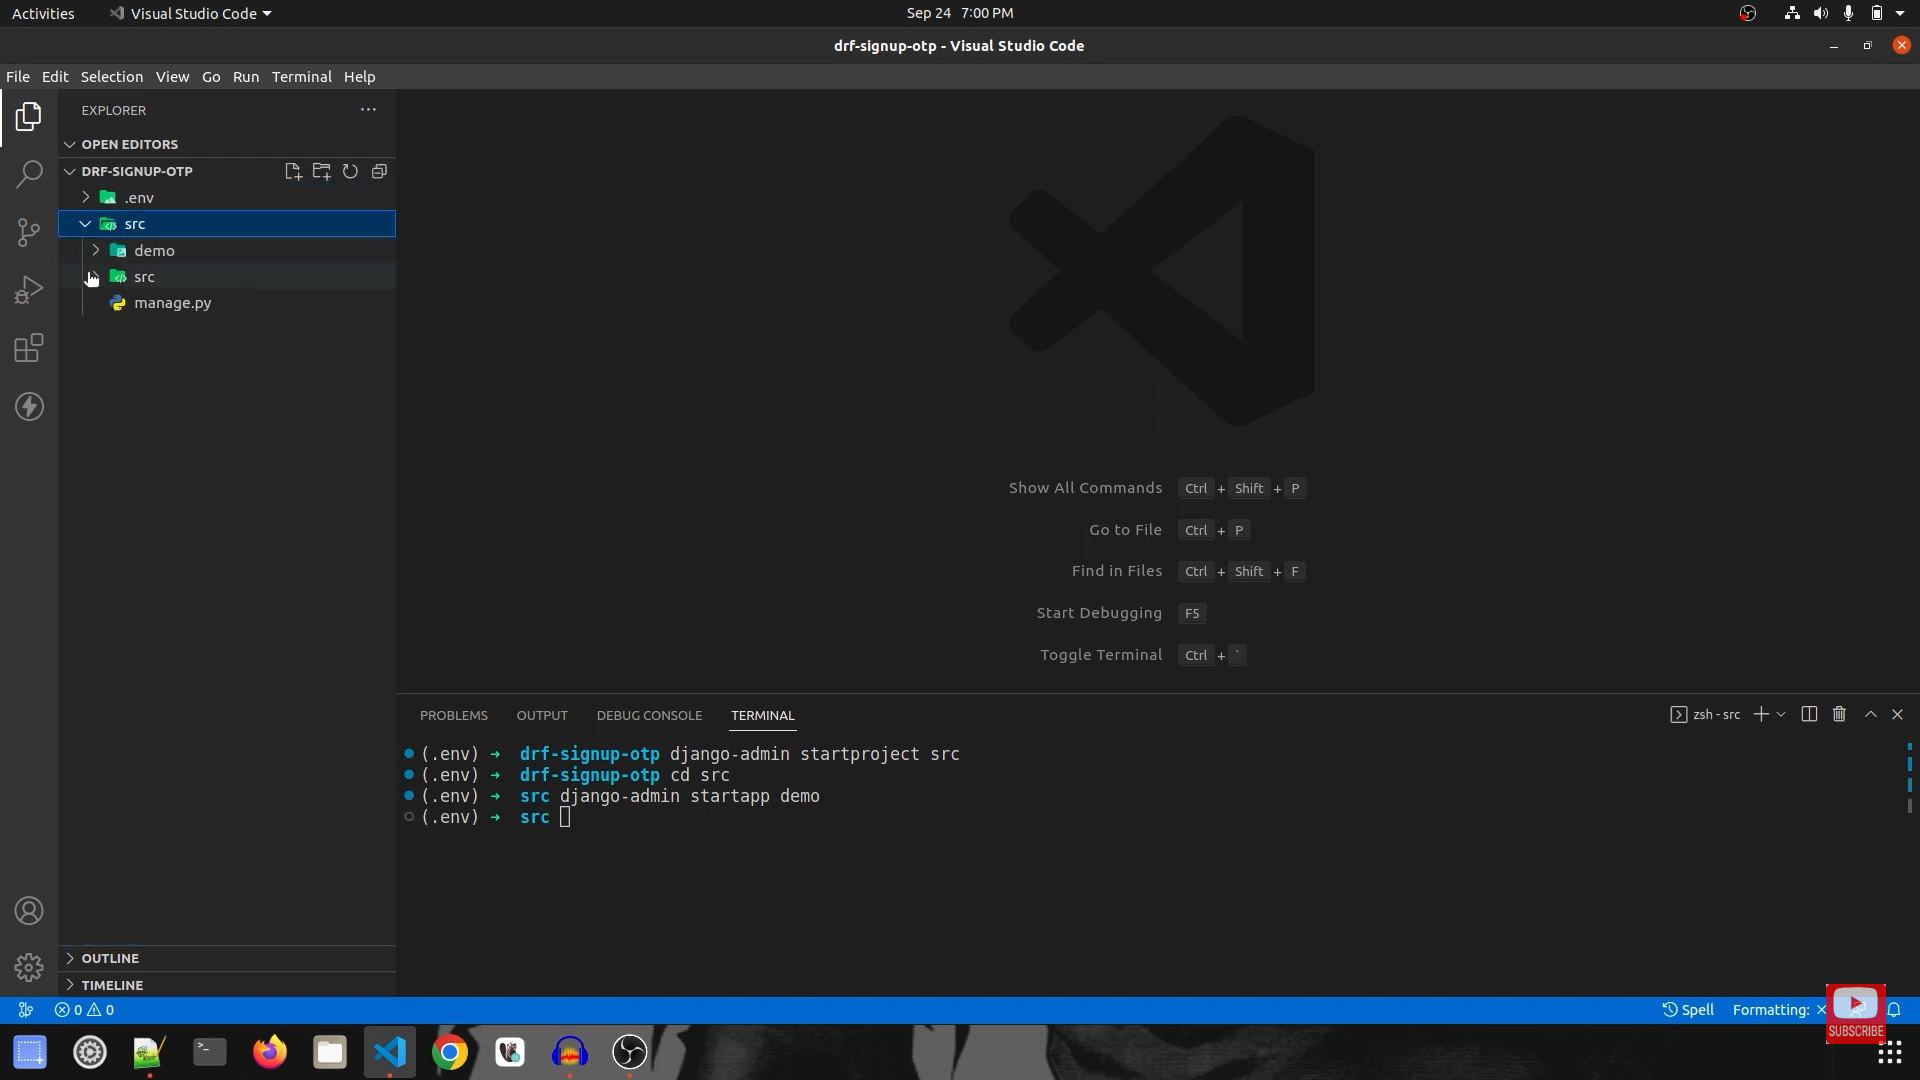 Activities
Visual Studio Code
Sep 24 7:00 PM
drf-signup-otp - Visual Studio Code
File Edit Selection View Go Run Terminal Help
EXPLORER
OPEN EDITORS
DRF-SIGNUP-OTP
.env
src
demo
src
manage.py
Show All Commands Ctrl + Shift + P
Go to File Ctrl + P
Find in Files Ctrl + Shift + F
Start Debugging F5
Toggle Terminal Ctrl + `
PROBLEMS OUTPUT DEBUG CONSOLE TERMINAL
zsh - src
(.env) → drf-signup-otp django-admin startproject src
(.env) → drf-signup-otp cd src
(.env) → src django-admin startapp demo
(.env) → src
OUTLINE
TIMELINE
0 0
Spell
Formatting:
SUBSCRIBE